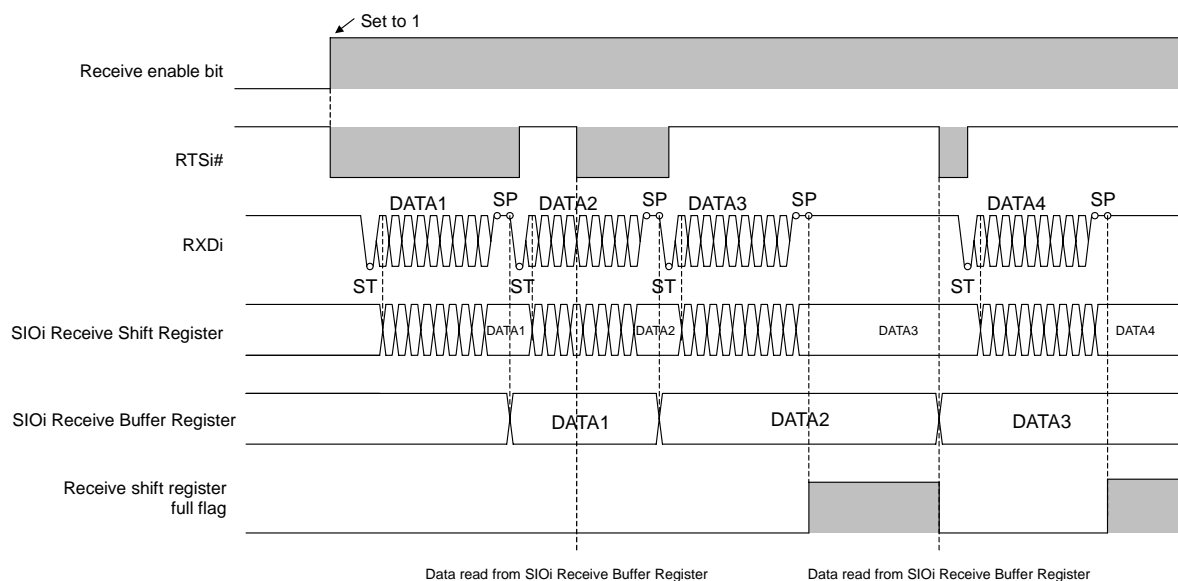 Set to 1
Receive enable bit
RTSi#
DATA1 SP DATA2 SP DATA3 SP DATA4 SP
RXDi
ST ST ST ST
SIOi Receive Shift Register DATA1 DATA2 DATA3 DATA4
SIOi Receive Buffer Register DATA1 DATA2 DATA3
Receive shift register
full flag
Data read from SIOi Receive Buffer Register Data read from SIOi Receive Buffer Register